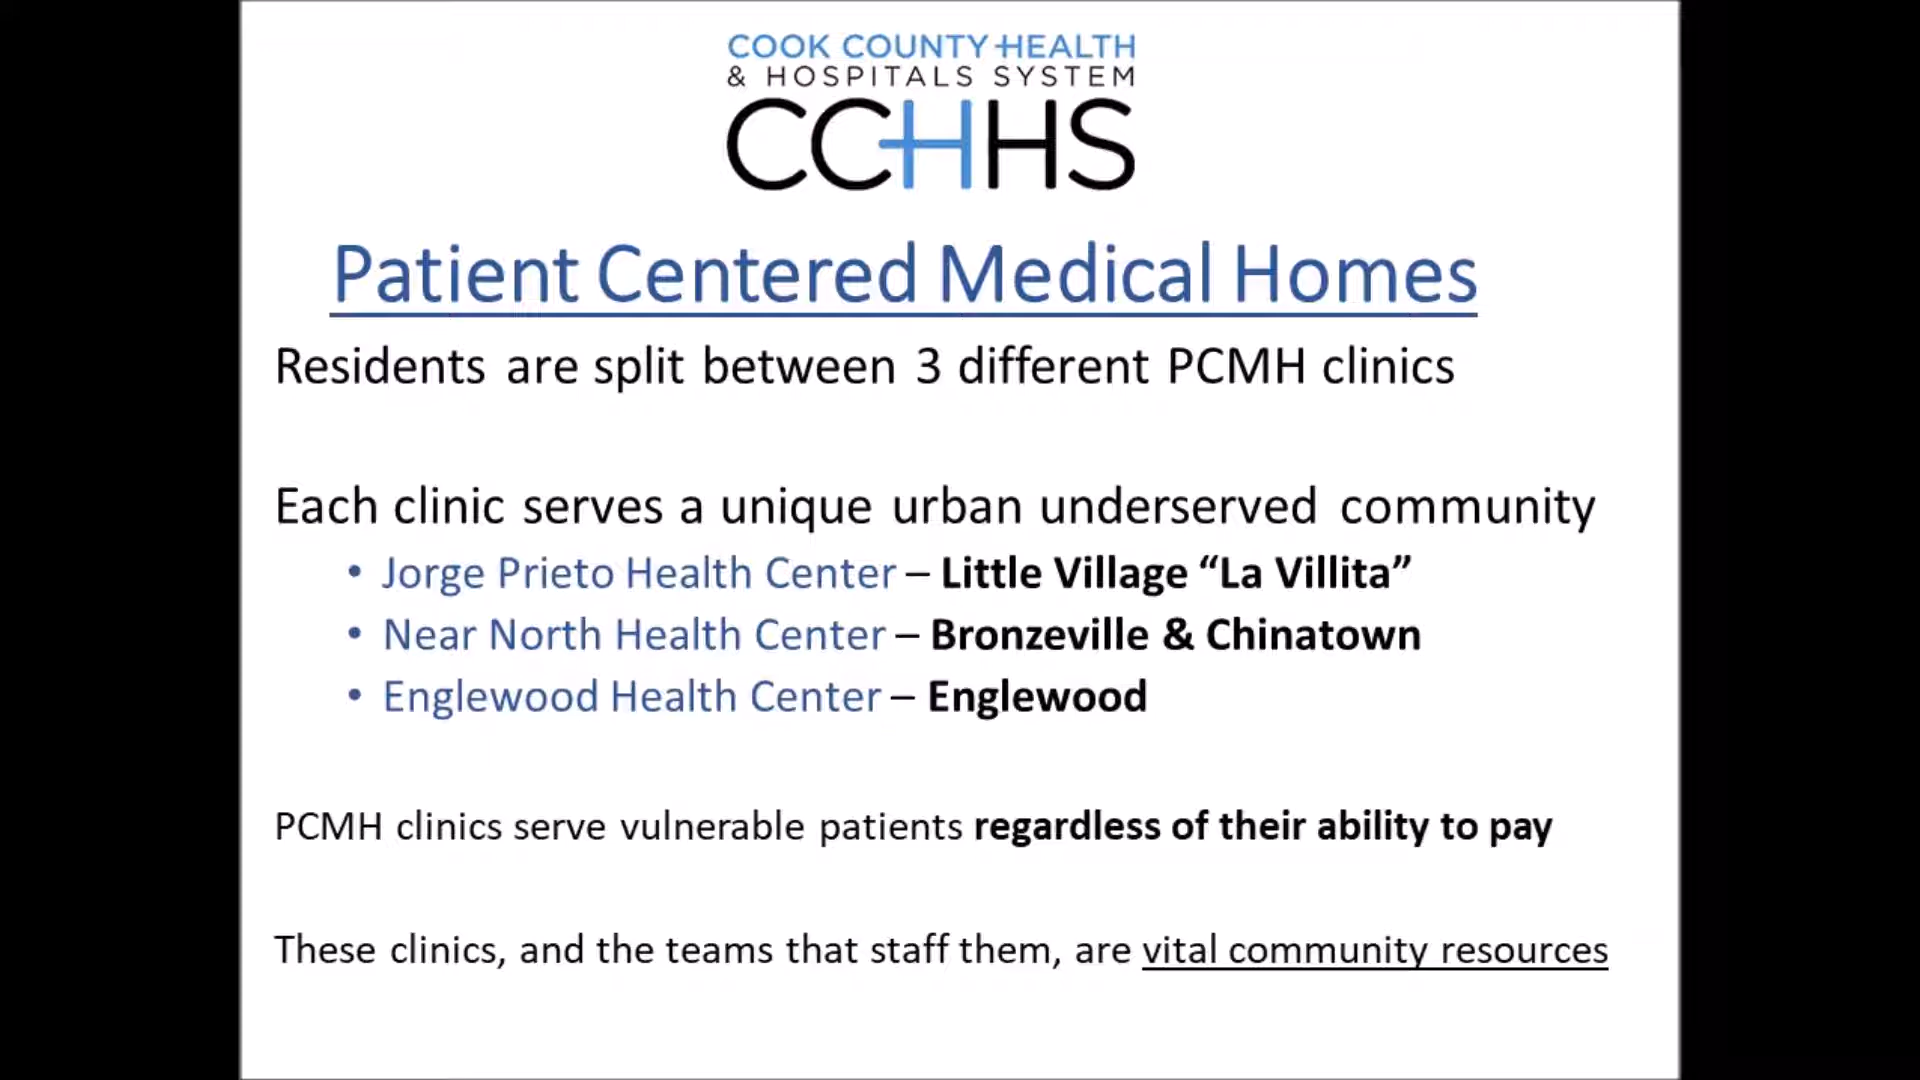 COOK COUNTY HEALTH
& HOSPITALS SYSTEM
CCHHS
Patient Centered Medical Homes
Residents are split between 3 different PCMH clinics
Each clinic serves a unique urban underserved community
• Jorge Prieto Health Center – Little Village “La Villita”
• Near North Health Center – Bronzeville & Chinatown
• Englewood Health Center – Englewood
PCMH clinics serve vulnerable patients regardless of their ability to pay
These clinics, and the teams that staff them, are vital community resources